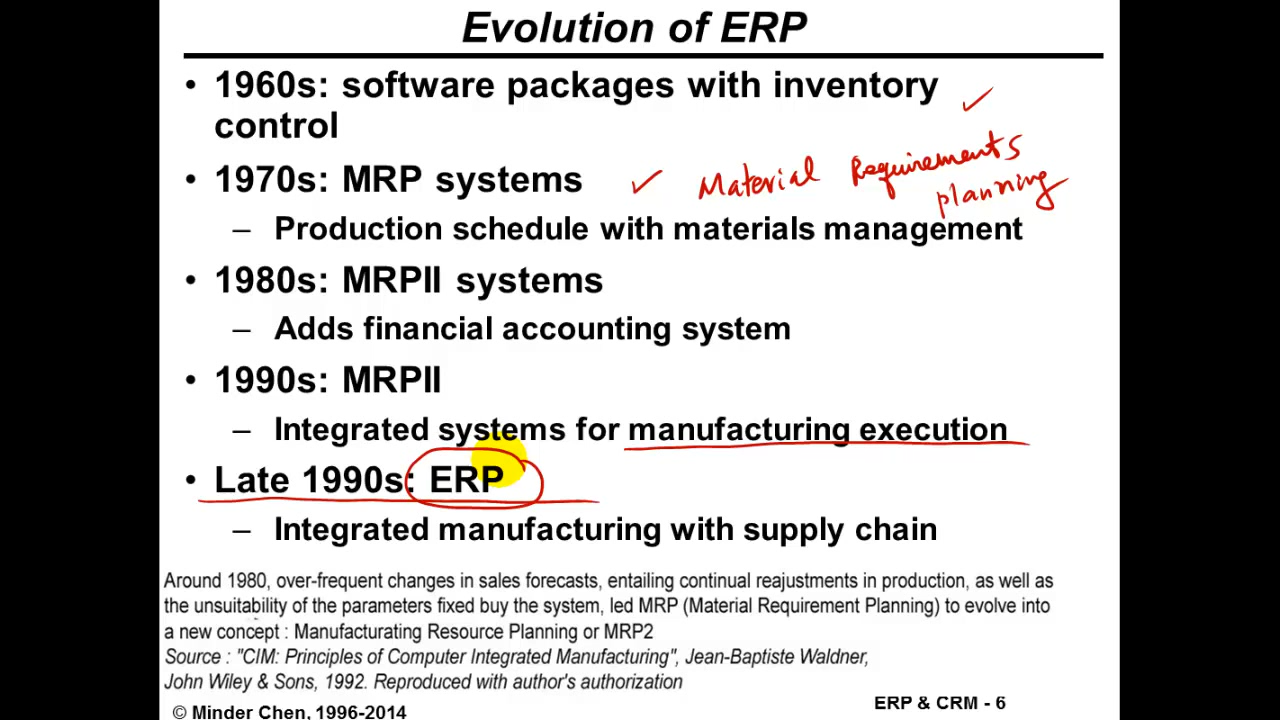 Evolution of ERP
• 1960s: software packages with inventory
control
• 1970s: MRP systems
Material Requirements
planning
– Production schedule with materials management
• 1980s: MRPII systems
– Adds financial accounting system
• 1990s: MRPII
– Integrated systems for manufacturing execution
• Late 1990s: ERP
– Integrated manufacturing with supply chain
Around 1980, over-frequent changes in sales forecasts, entailing continual reajustments in production, as well as
the unsuitability of the parameters fixed buy the system, led MRP (Material Requirement Planning) to evolve into
a new concept : Manufacturating Resource Planning or MRP2
Source : "CIM: Principles of Computer Integrated Manufacturing", Jean-Baptiste Waldner,
John Wiley & Sons, 1992. Reproduced with author's authorization
© Minder Chen, 1996-2014
ERP & CRM - 6